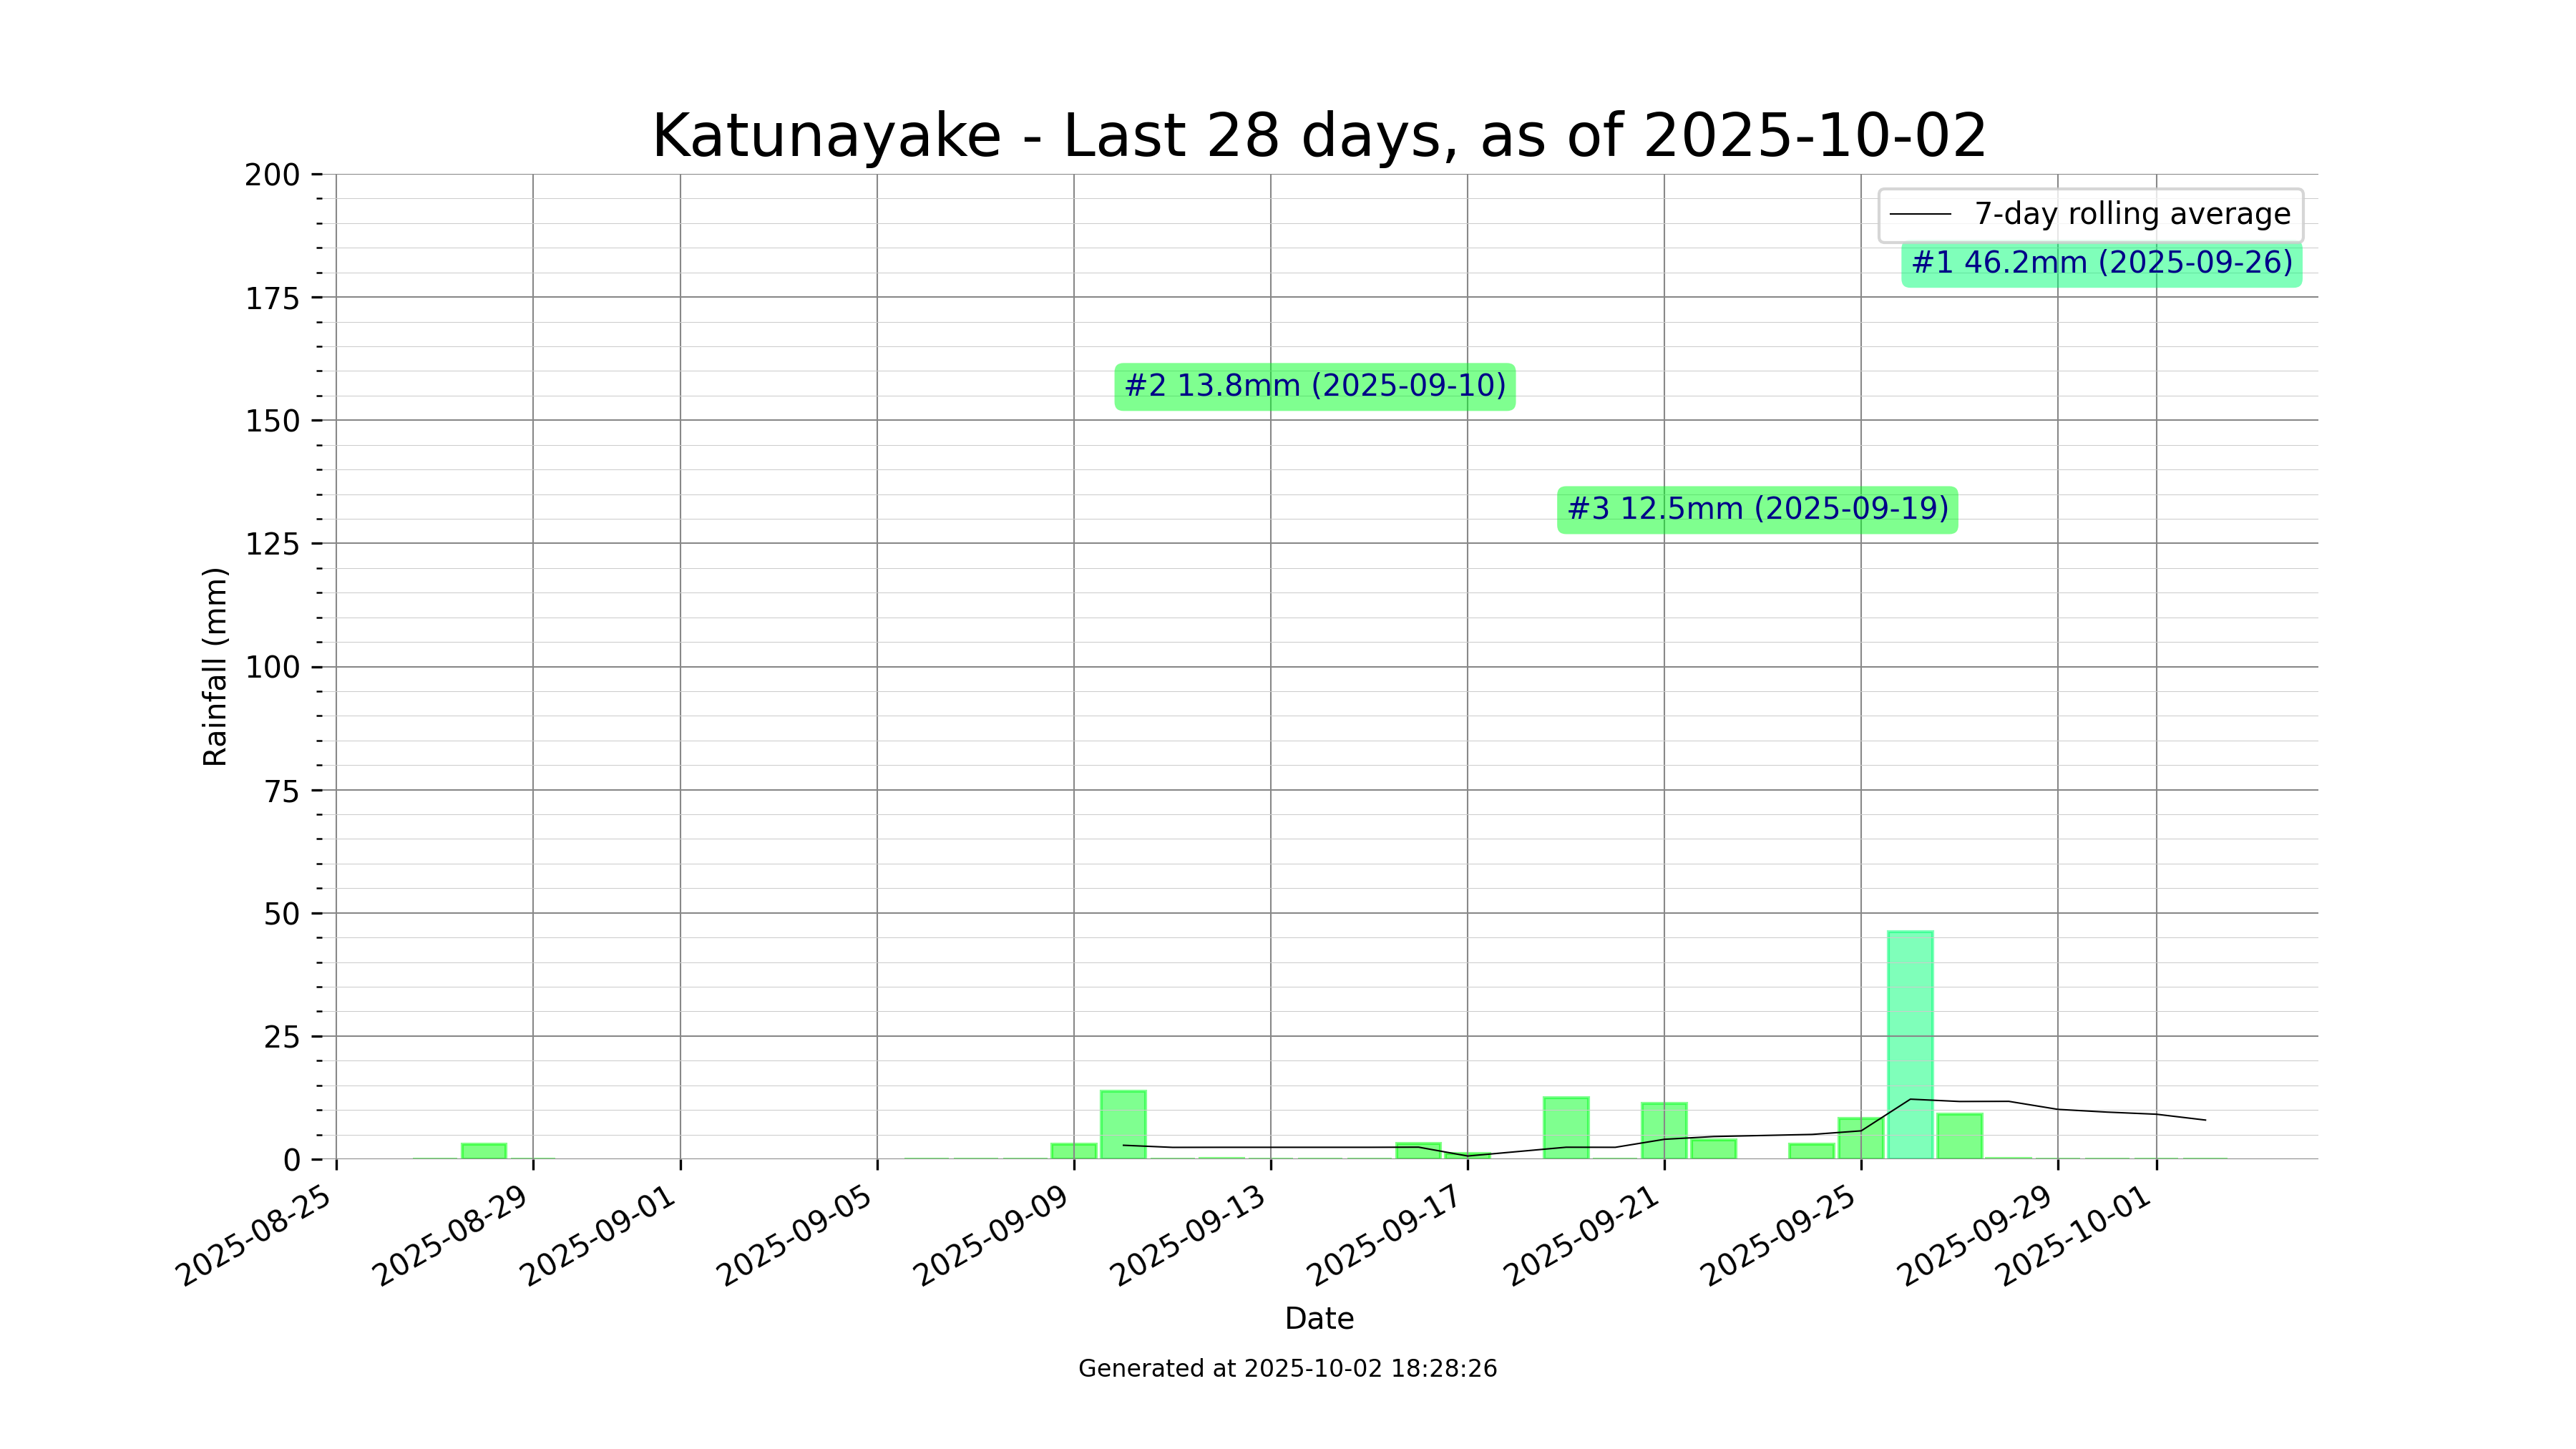 Katunayake - Last 28 days, as of 2025-10-02
200
175
150
125
100
75
50
25
0
Rainfall (mm)
7-day rolling average
#1 46.2mm (2025-09-26)
#2 13.8mm (2025-09-10)
#3 12.5mm (2025-09-19)
2025-08-25
2025-08-29
2025-09-01
2025-09-05
2025-09-09
2025-09-13
2025-09-17
2025-09-21
2025-09-25
2025-09-29
2025-10-01
Date
Generated at 2025-10-02 18:28:26